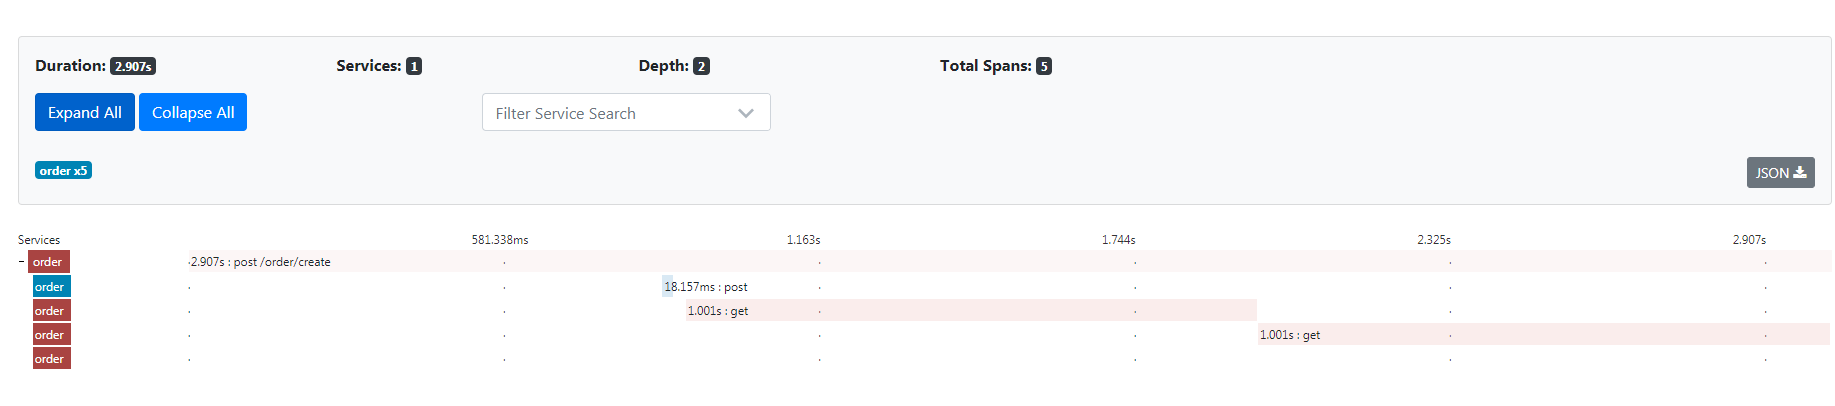 Duration: 2.907s Services: 1 Depth: 2 Total Spans: 5
Expand All Collapse All Filter Service Search
order x5 JSON
Services 581.338ms 1.163s 1.744s 2.325s 2.907s
- order 2.907s : post /order/create
order 18.157ms : post
order 1.001s : get
order 1.001s : get
order